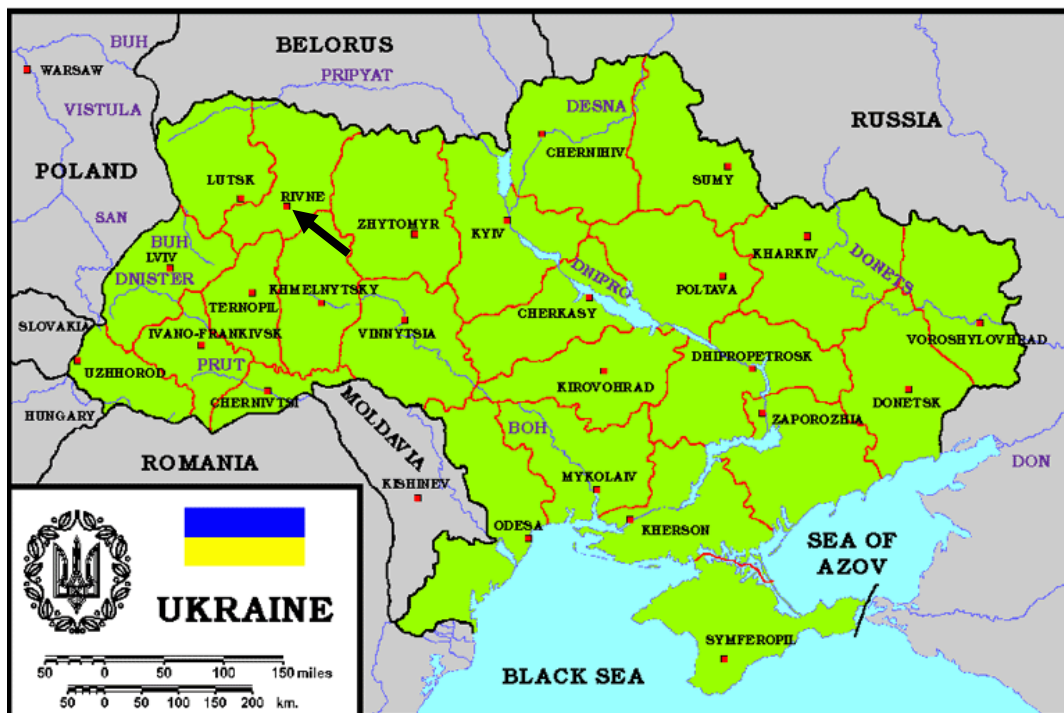 BUH
BELORUS
WARSAW
PRIPYAT
VISTULA
DESNA
RUSSIA
CHERNIHIV
POLAND
SUMY
LUTSK
RIVNE
SAN
ZHYTOMYR
KYIV
BUH
LVIV
KHARKIV
DONETS
DNISTER
DNIPRO
KHMELNYTSKY
POLTAVA
TERNOPIL
CHERKASY
SLOVAKIA
IVANO-FRANKIVSK
VINNYTSIA
VOROSHYLOVHRAD
DHIPROPETROSK
UZHHOROD
PRUT
KIROVOHRAD
CHERNIVTSI
DONETSK
HUNGARY
MOLDAVIA
ZAPOROZHIA
BOH
ROMANIA
DON
KISHINEV
MYKOLAIV
ODESA
KHERSON
SEA OF
AZOV
UKRAINE
SYMFEROPIL
BLACK SEA
50 0 50 100 150 miles
50 0 50 100 150 200 km.